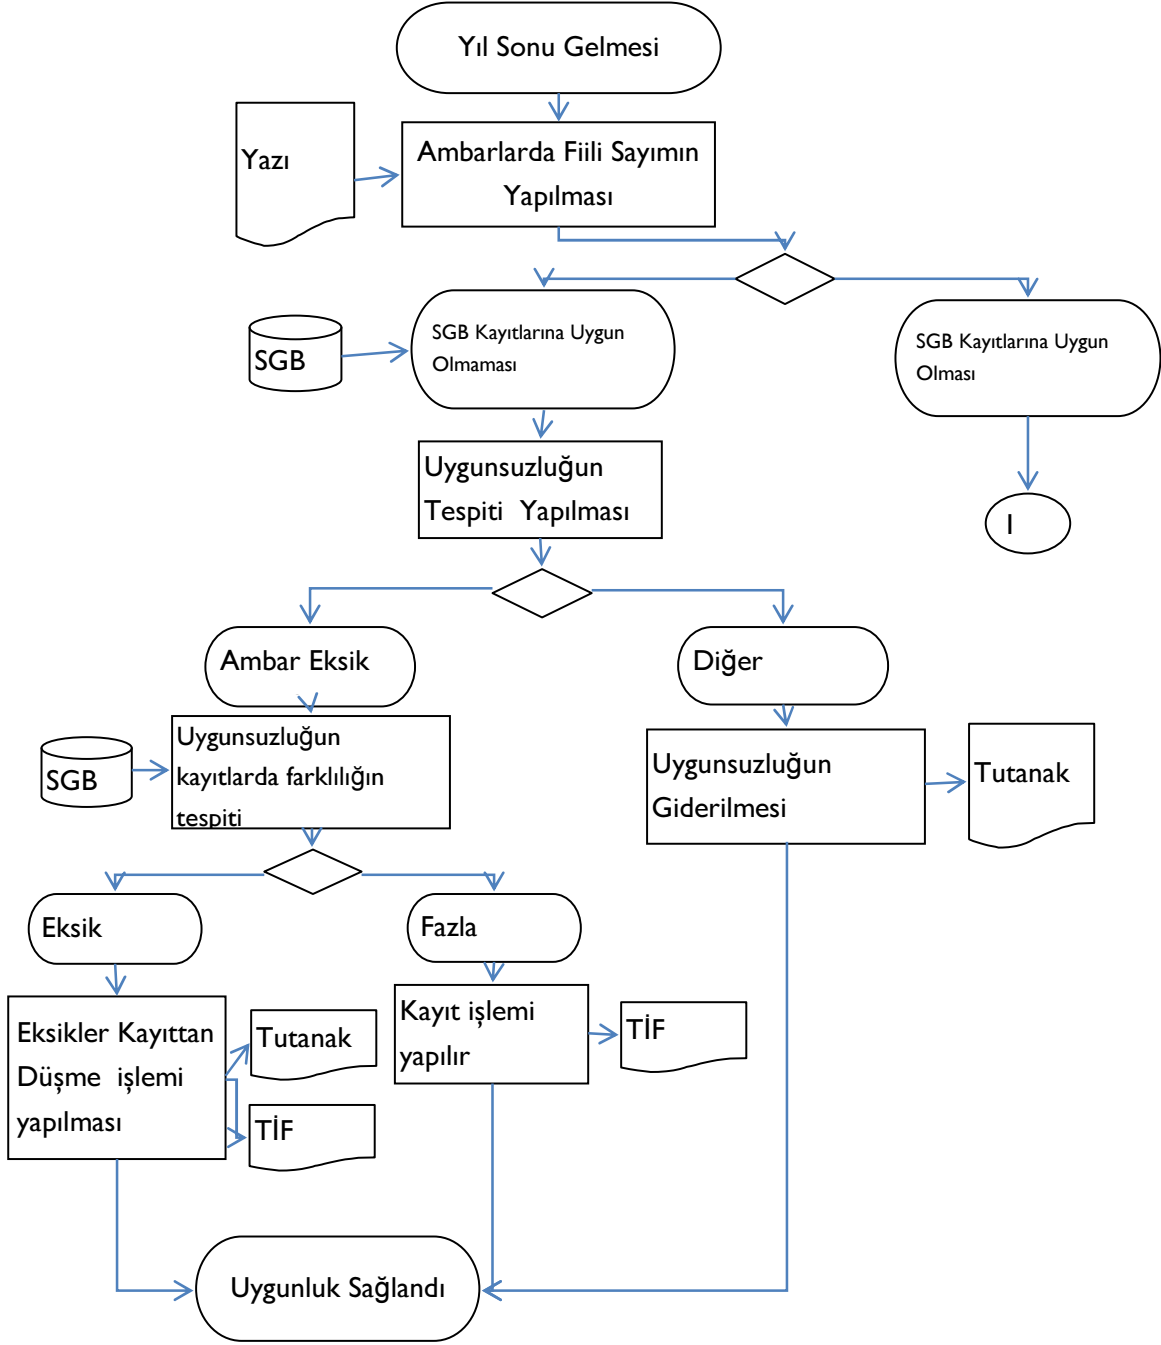 Yıl Sonu Gelmesi
Yazı
Ambarlarda Fiili Sayımın
Yapılması
SGB
SGB Kayıtlarına Uygun
Olmaması
SGB Kayıtlarına Uygun
Olması
Uygunsuzluğun
Tespiti Yapılması
1
Ambar Eksik
Diğer
SGB
Uygunsuzluğun
kayıtlarda farklılığın
tespiti
Uygunsuzluğun
Giderilmesi
Tutanak
Eksik
Fazla
Eksikler Kayıttan
Düşme işlemi
yapılması
Tutanak
TİF
Kayıt işlemi
yapılır
TİF
Uygunluk Sağlandı